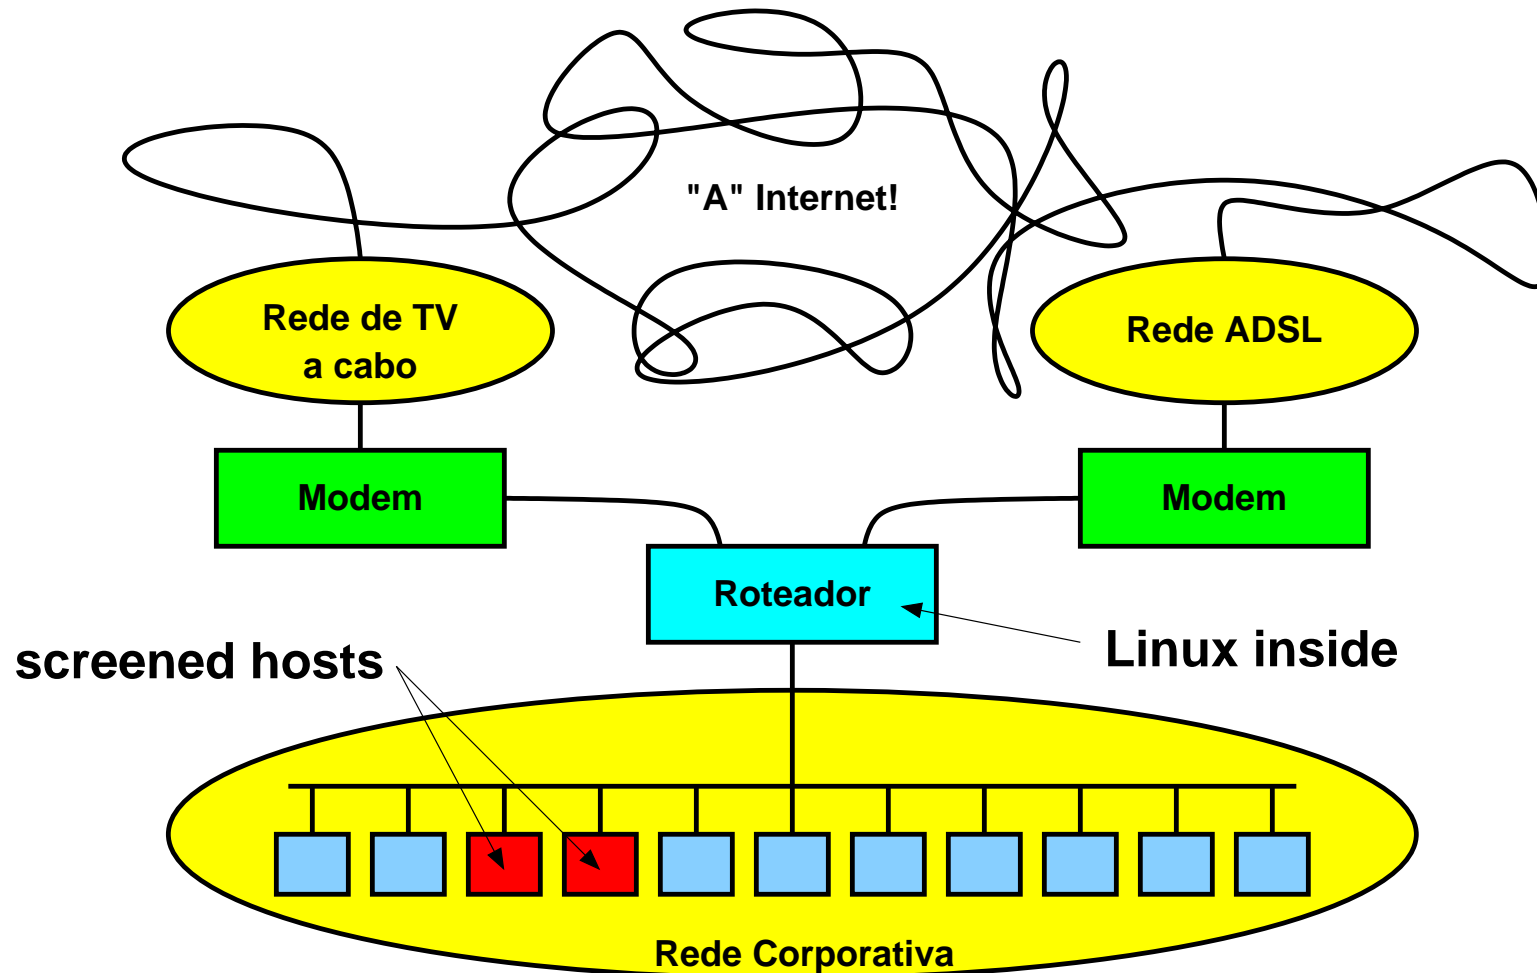 "A" Internet!
Rede de TV
a cabo
Rede ADSL
Modem
Modem
Roteador
Linux inside
screened hosts
Rede Corporativa